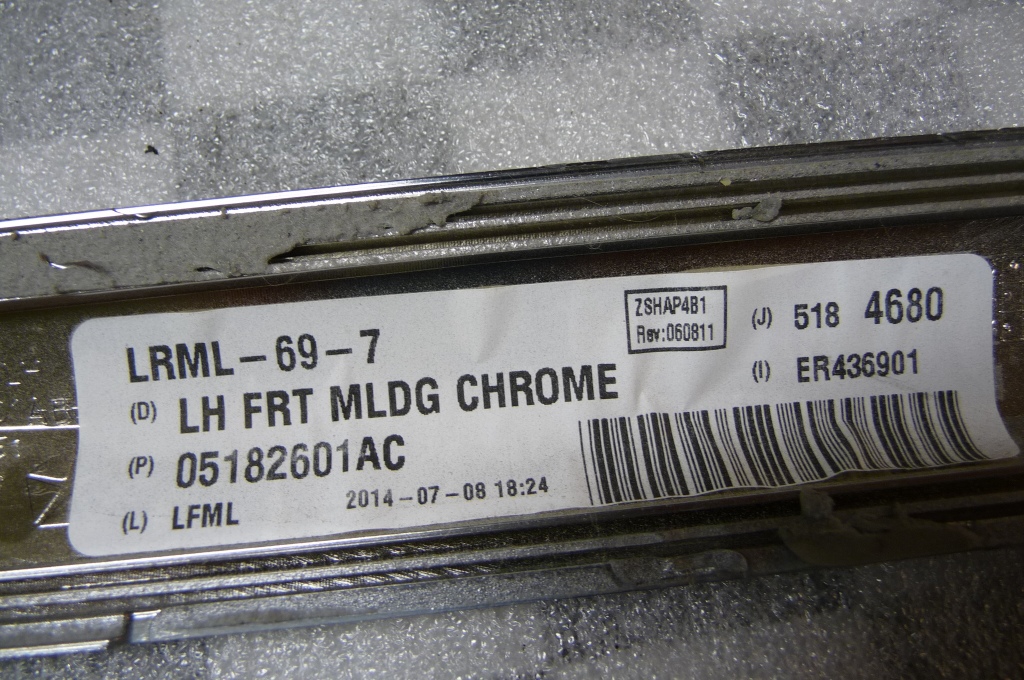 LRML-69-7
ZSHAP4B1
Rev:060811
(J) 518 4680
(D) LH FRT MLDG CHROME
(I) ER436901
(P) 05182601AC
(L) LFML
2014-07-08 18:24